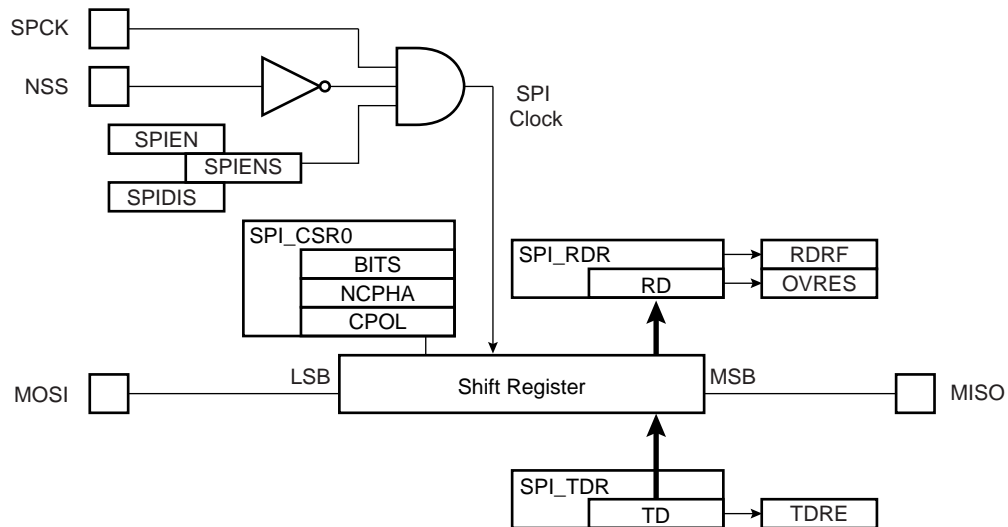 SPCK
NSS
SPI
Clock
SPIEN
SPIENS
SPIDIS
SPI_CSR0
BITS
NCPHA
CPOL
SPI_RDR
RD
RDRF
OVRES
MOSI
LSB
Shift Register
MSB
MISO
SPI_TDR
TD
TDRE